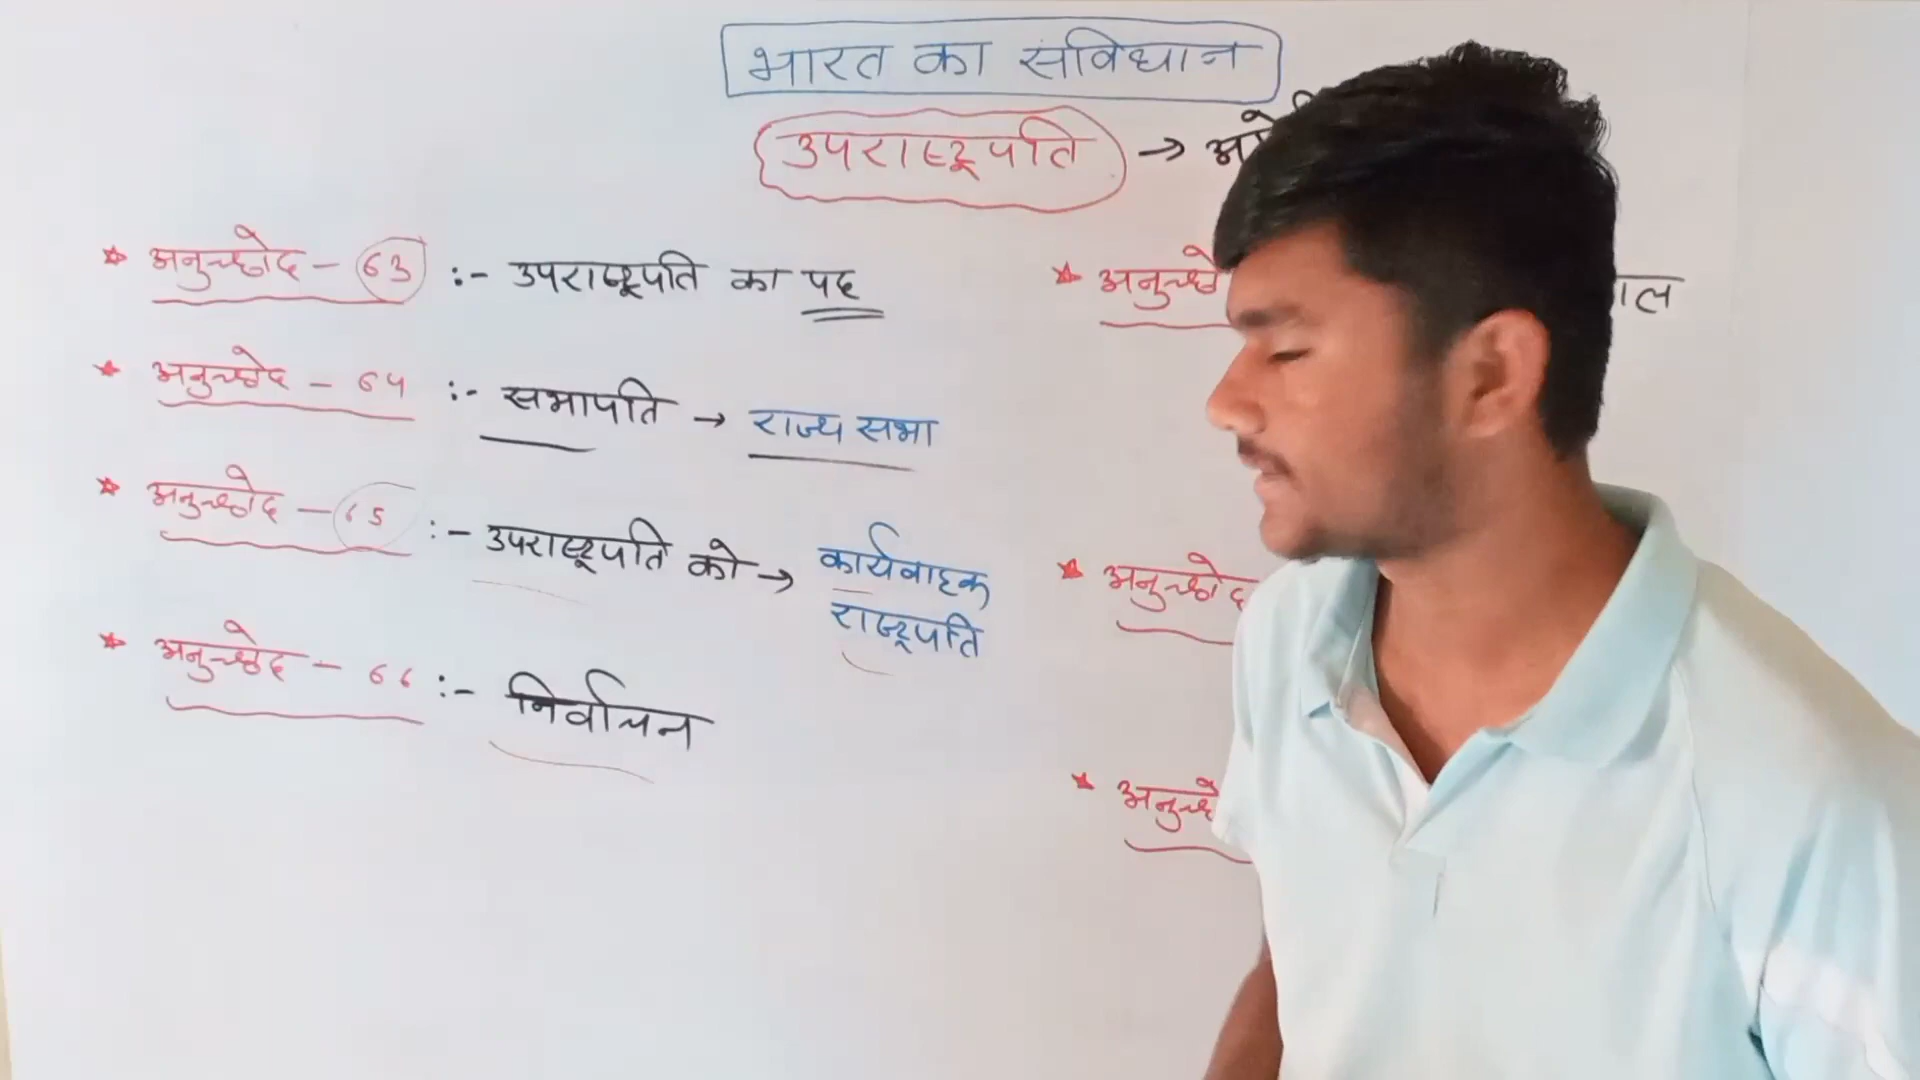 भारत का संविधान
उपराष्ट्रपति →
* अनुच्छेद - 63 :- उपराष्ट्रपति का पद
* अनुच्छेद - 64 :- सभापति → राज्य सभा
* अनुच्छेद - 65 :- उपराष्ट्रपति को → कार्यवाहक
राष्ट्रपति
* अनुच्छेद - 66 :- निर्वाचन
* अनुच्छे
* अनुच्छेद
* अनुच्छे